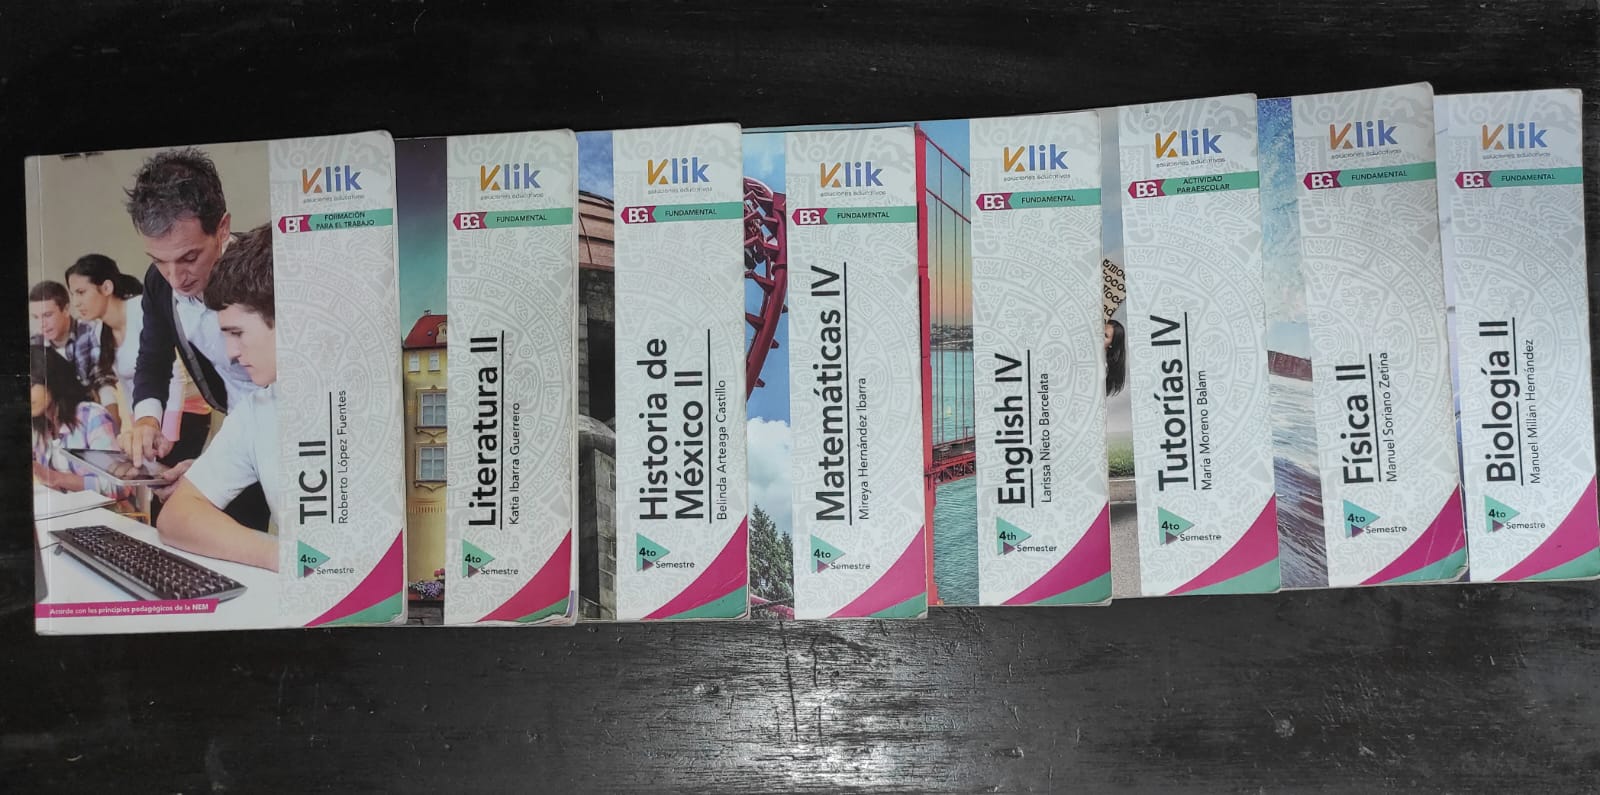 Klik
soluciones educativas
BT FORMACIÓN
PARA EL TRABAJO
TIC II
Roberto López Fuentes
4to
Semestre
Acorde con los principios pedagógicos de la NEM
Klik
soluciones educativas
BG FUNDAMENTAL
Literatura II
Katia Ibarra Guerrero
4to
Semestre
Klik
soluciones educativas
BG FUNDAMENTAL
Historia de
México II
Belinda Arteaga Castillo
4to
Semestre
Klik
soluciones educativas
BG FUNDAMENTAL
Matemáticas IV
Mireya Hernández Ibarra
4to
Semestre
Klik
soluciones educativas
BG FUNDAMENTAL
English IV
Larissa Nieto Barcelata
4th
Semester
Klik
soluciones educativas
BG ACTIVIDAD
PARAESCOLAR
Tutorías IV
María Moreno Balam
4to
Semestre
Klik
soluciones educativas
BG FUNDAMENTAL
Física II
Manuel Soriano Zetina
4to
Semestre
Klik
soluciones educativas
BG FUNDAMENTAL
Biología II
Manuel Milián Hernández
4to
Semestre